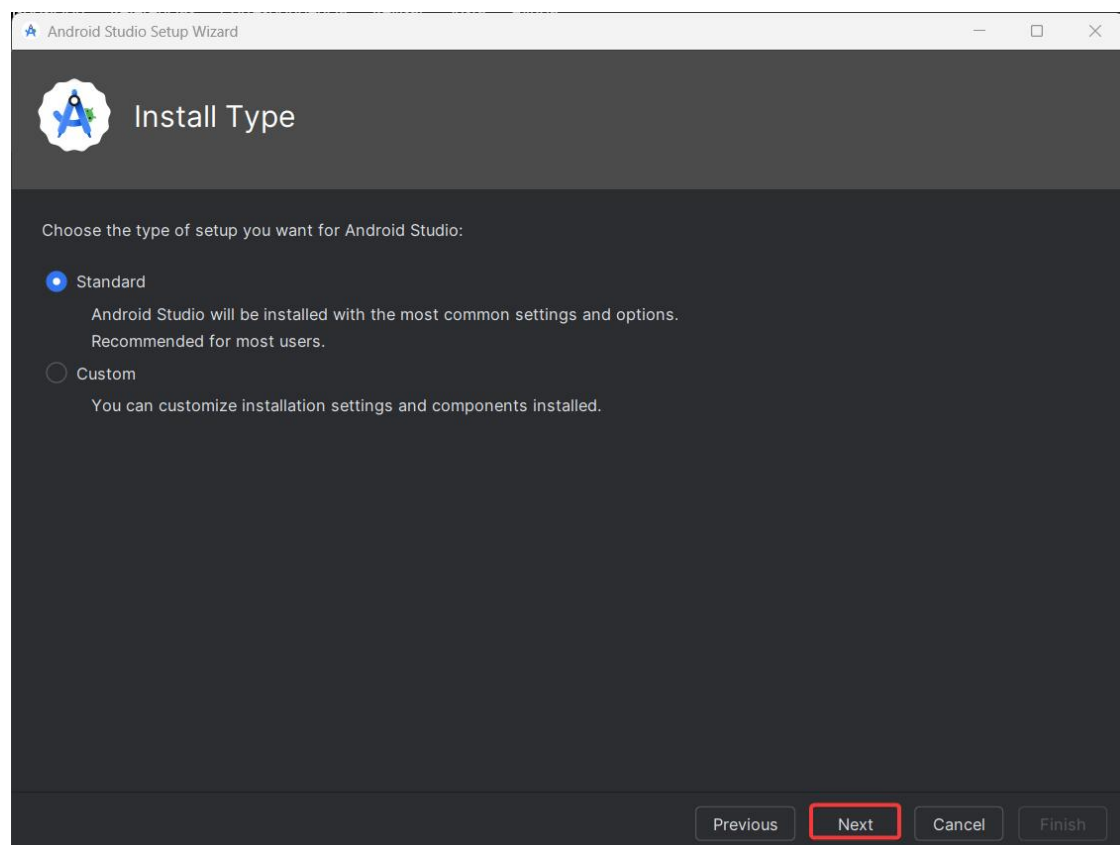 Android Studio Setup Wizard
Install Type
Choose the type of setup you want for Android Studio:
Standard
Android Studio will be installed with the most common settings and options.
Recommended for most users.
Custom
You can customize installation settings and components installed.
Previous Next Cancel Finish